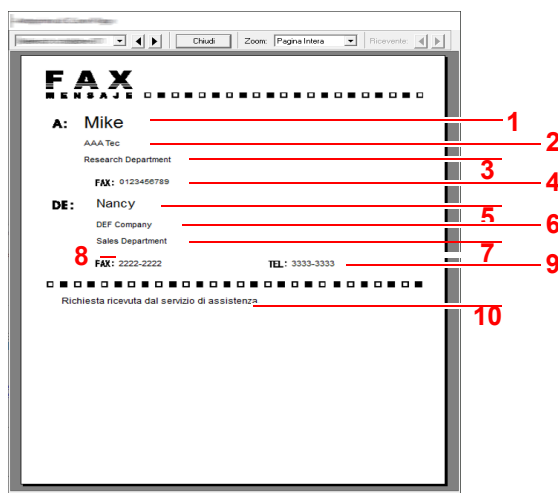 Chiudi Zoom: Pagina Intera Ricevente:
FAX
MENSAJE
A: Mike 1
AAA Tec 2
Research Department 3
FAX: 0123456789 4
DE: Nancy 5
DEF Company 6
Sales Department 7
8 FAX: 2222-2222 TEL: 3333-3333 9
Richiesta ricevuta dal servizio di assistenza 10